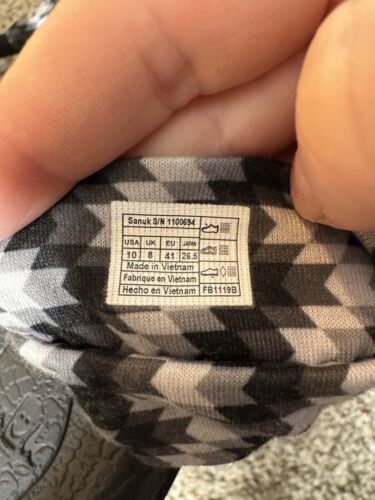 Sanuk S/N 1100694
USA UK EU JAPAN
10 8 41 26.5
Made in Vietnam
Fabrique en Vietnam
Hecho en Vietnam FB1119B